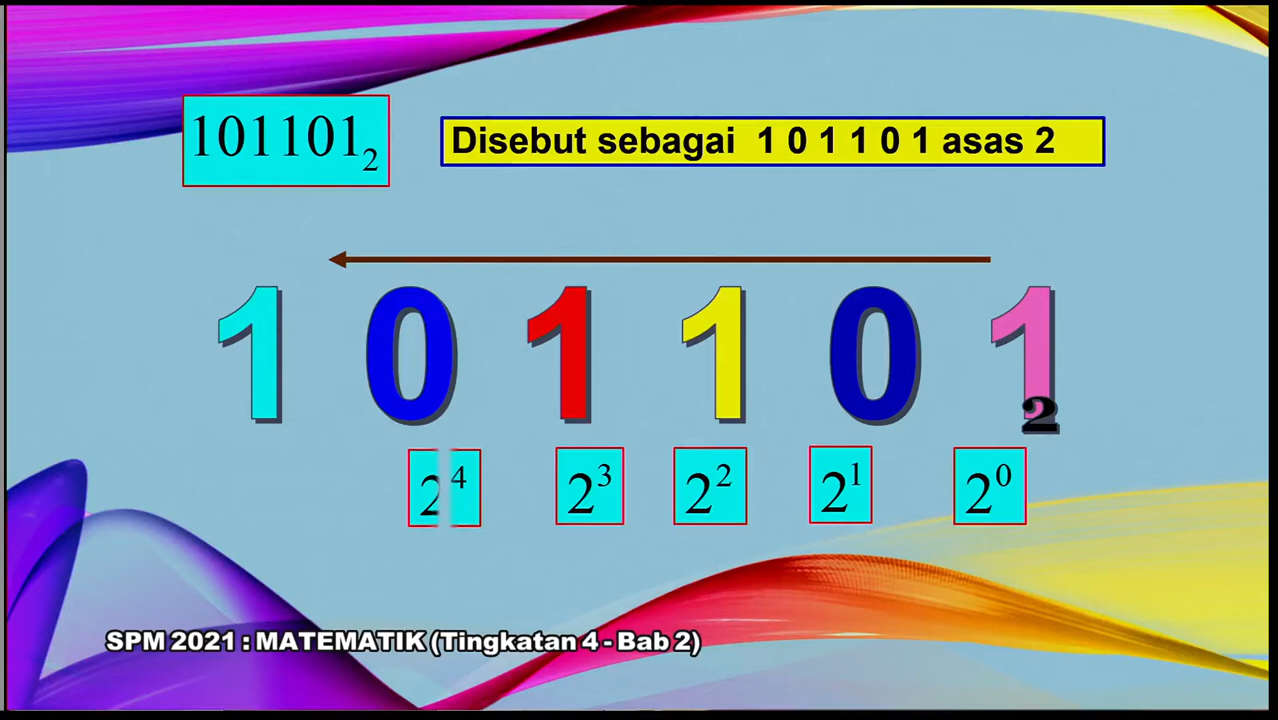 101101₂
Disebut sebagai 1 0 1 1 0 1 asas 2
1 0 1 1 0 1₂
2⁴ 2³ 2² 2¹ 2⁰
SPM 2021 : MATEMATIK (Tingkatan 4 - Bab 2)